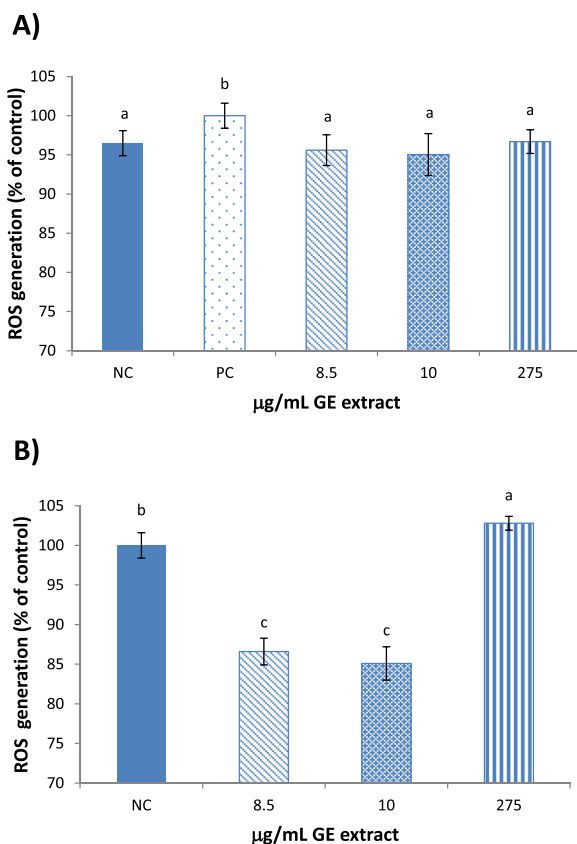 A)
ROS generation (% of control)
105
100
95
90
85
80
75
70
a
b
a
a
a
NC
PC
8.5
10
275
µg/mL GE extract
B)
ROS generation (% of control)
105
100
95
90
85
80
75
70
b
c
c
a
NC
8.5
10
275
µg/mL GE extract